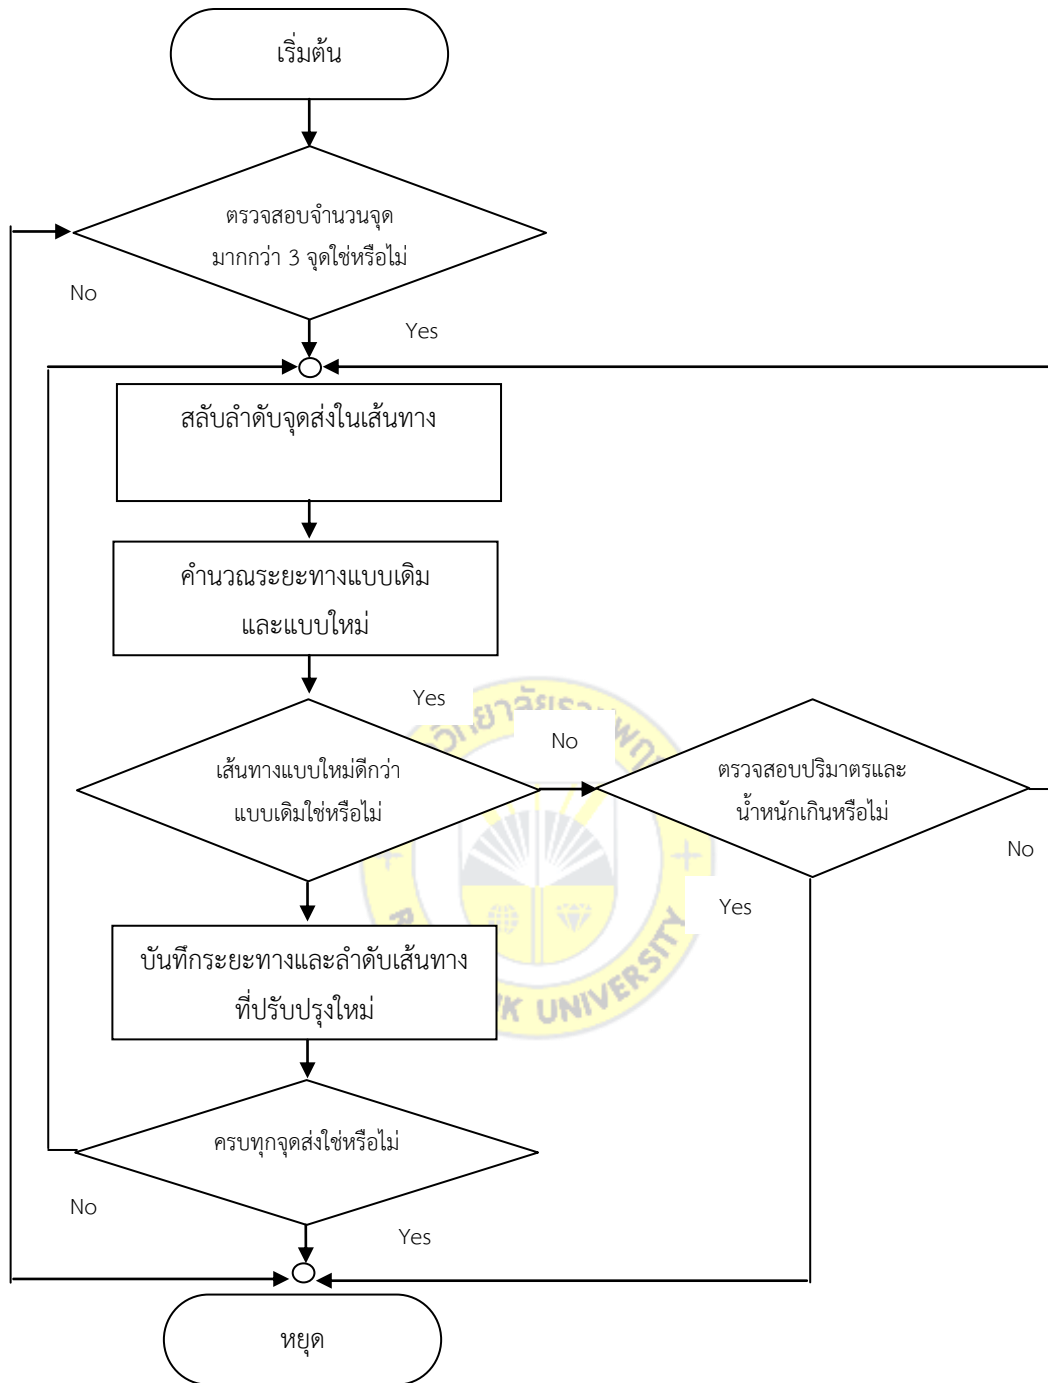 เริ่มต้น
ตรวจสอบจำนวนจุด
มากกว่า 3 จุดใช่หรือไม่
No
Yes
สลับลำดับจุดส่งในเส้นทาง
คำนวณระยะทางแบบเดิม
และแบบใหม่
Yes
No
เส้นทางแบบใหม่ดีกว่า
แบบเดิมใช่หรือไม่
ตรวจสอบปริมาตรและ
น้ำหนักเกินหรือไม่
No
Yes
บันทึกระยะทางและลำดับเส้นทาง
ที่ปรับปรุงใหม่
UNIVERSITY
ครบทุกจุดส่งใช่หรือไม่
No
Yes
หยุด